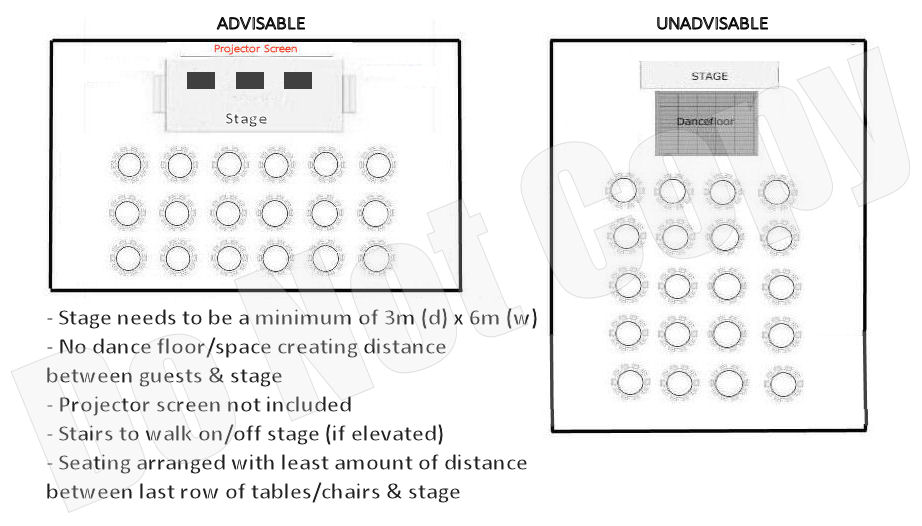 ADVISABLE
Projector Screen
Stage
UNADVISABLE
STAGE
Dancefloor
- Stage needs to be a minimum of 3m (d) x 6m (w)
- No dance floor/space creating distance
between guests & stage
- Projector screen not included
- Stairs to walk on/off stage (if elevated)
- Seating arranged with least amount of distance
between last row of tables/chairs & stage
Do Not Copy